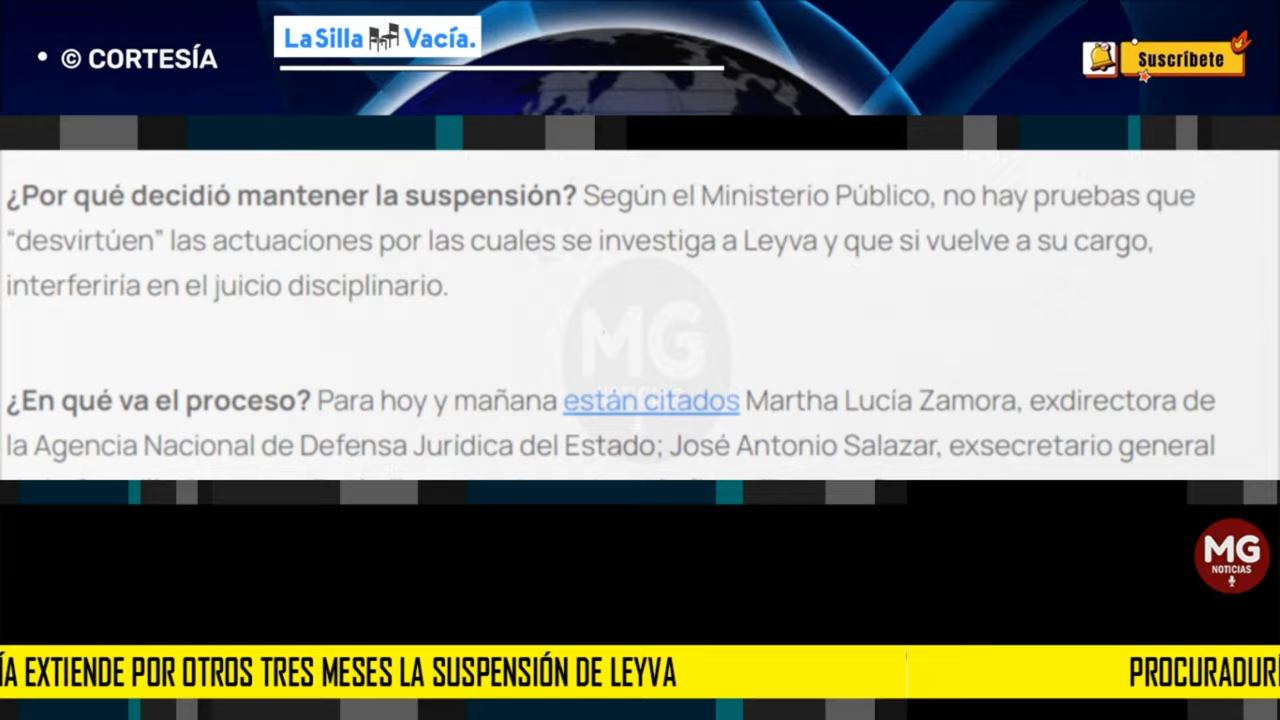 • © CORTESÍA
La Silla Vacía.
Suscríbete
¿Por qué decidió mantener la suspensión? Según el Ministerio Público, no hay pruebas que
“desvirtúen” las actuaciones por las cuales se investiga a Leyva y que si vuelve a su cargo,
interferiría en el juicio disciplinario.
MG
¿En qué va el proceso? Para hoy y mañana están citados Martha Lucía Zamora, exdirectora de
la Agencia Nacional de Defensa Jurídica del Estado; José Antonio Salazar, exsecretario general
MG
NOTICIAS
ÍA EXTIENDE POR OTROS TRES MESES LA SUSPENSIÓN DE LEYVA
PROCURADURÍ